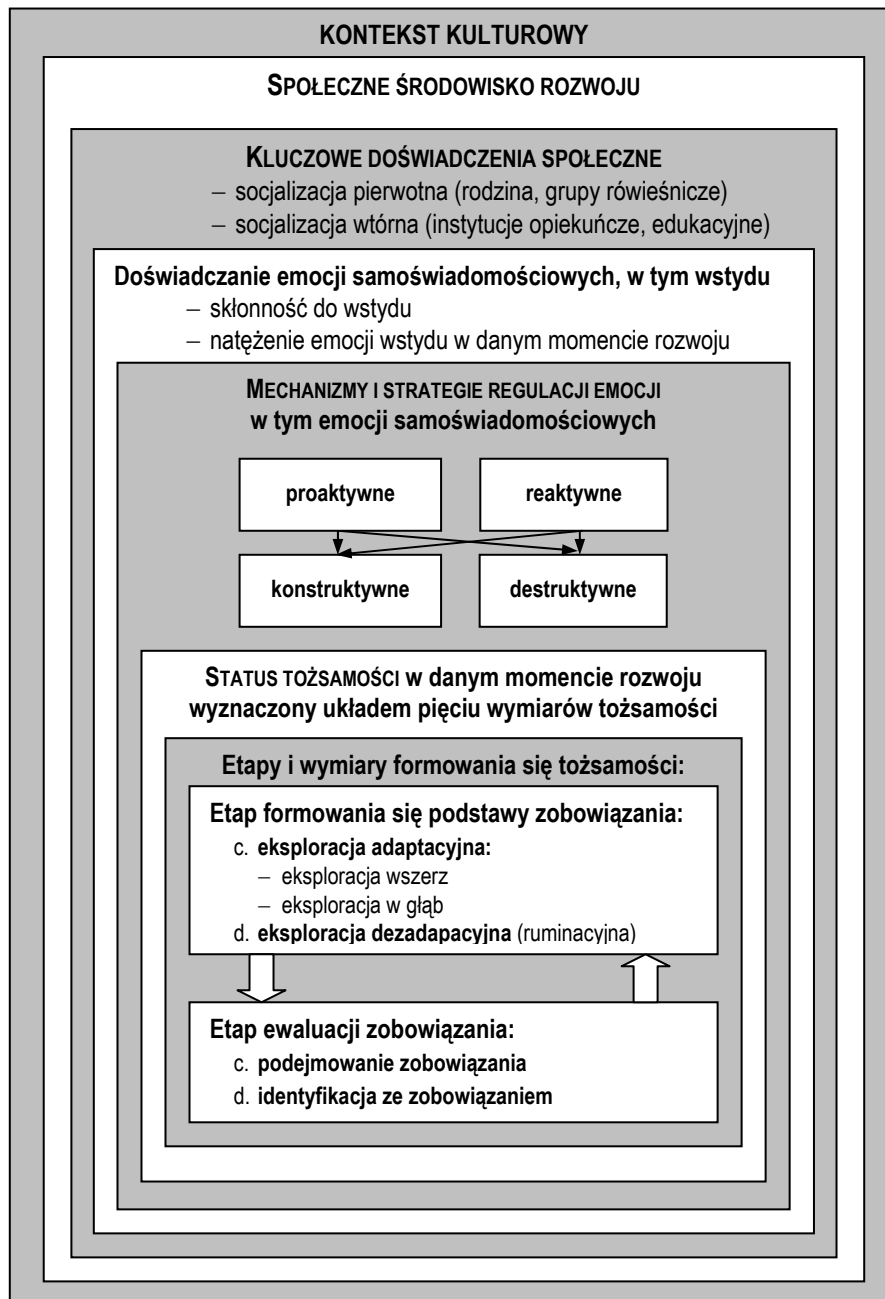 KONTEKST KULTUROWY
SPOŁECZNE ŚRODOWISKO ROZWOJU
KLUCZOWE DOŚWIADCZENIA SPOŁECZNE
– socjalizacja pierwotna (rodzina, grupy rówieśnicze)
– socjalizacja wtórna (instytucje opiekuńcze, edukacyjne)
Doświadczanie emocji samoświadomościowych, w tym wstydu
– skłonność do wstydu
– natężenie emocji wstydu w danym momencie rozwoju
MECHANIZMY I STRATEGIE REGULACJI EMOCJI
w tym emocji samoświadomościowych
proaktywne reaktywne
konstruktywne destruktywne
STATUS TOŻSAMOŚCI w danym momencie rozwoju
wyznaczony układem pięciu wymiarów tożsamości
Etapy i wymiary formowania się tożsamości:
Etap formowania się podstawy zobowiązania:
c. eksploracja adaptacyjna:
– eksploracja wszerz
– eksploracja w głąb
d. eksploracja dezadapacyjna (ruminacyjna)
Etap ewaluacji zobowiązania:
c. podejmowanie zobowiązania
d. identyfikacja ze zobowiązaniem